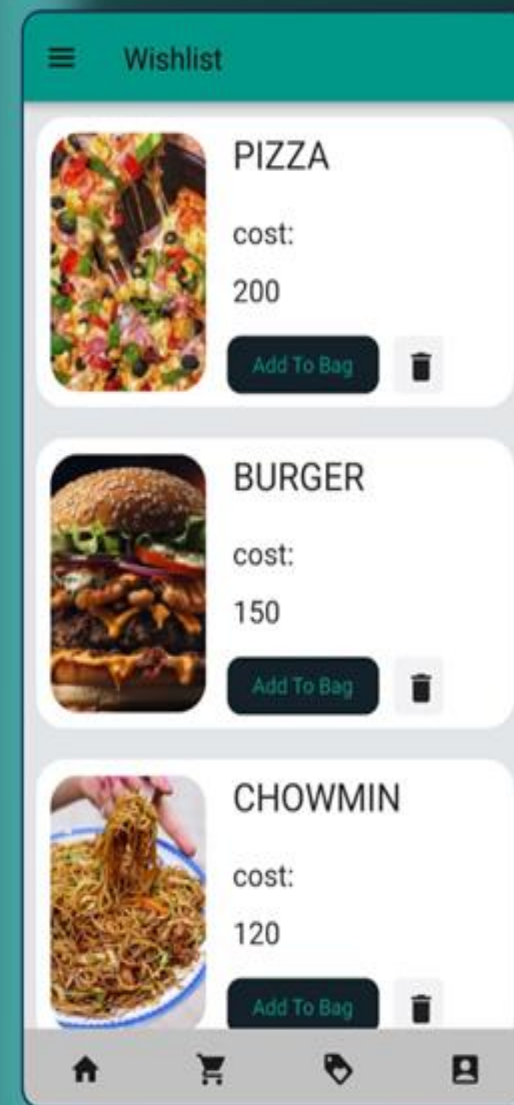 Wishlist
PIZZA
cost:
200
Add To Bag
BURGER
cost:
150
Add To Bag
CHOWMIN
cost:
120
Add To Bag